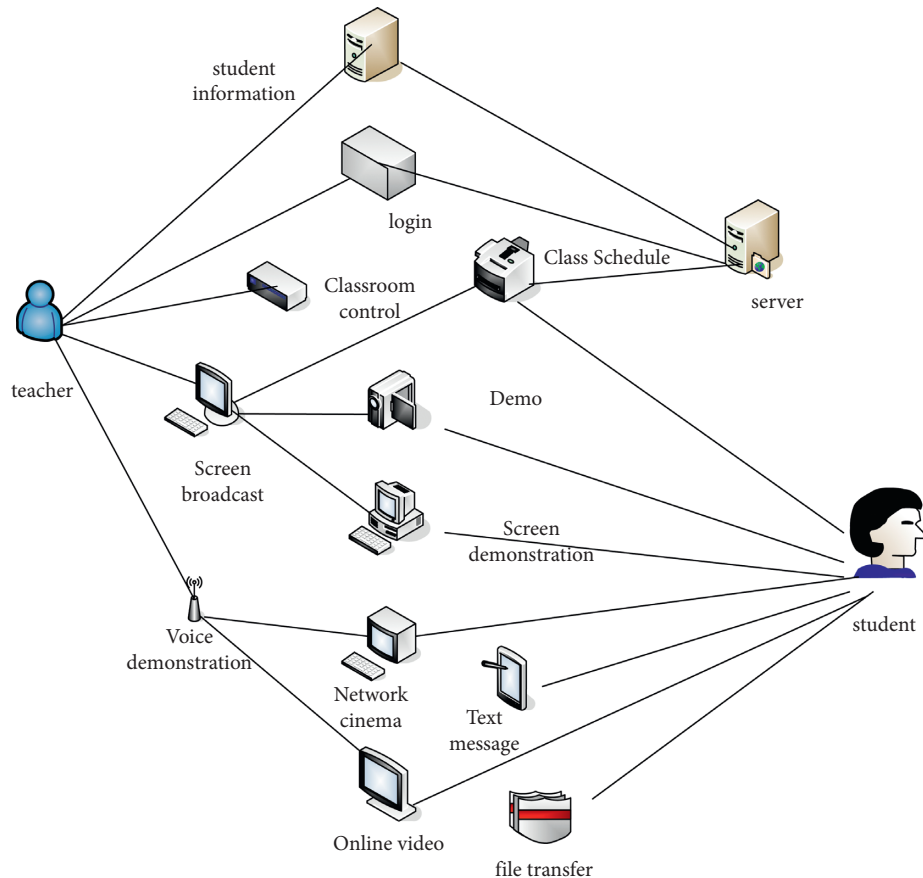 student
information
login
Class Schedule
Classroom
control
server
teacher
Demo
Screen
broadcast
Screen
demonstration
student
Voice
demonstration
Network
cinema
Text
message
Online video
file transfer